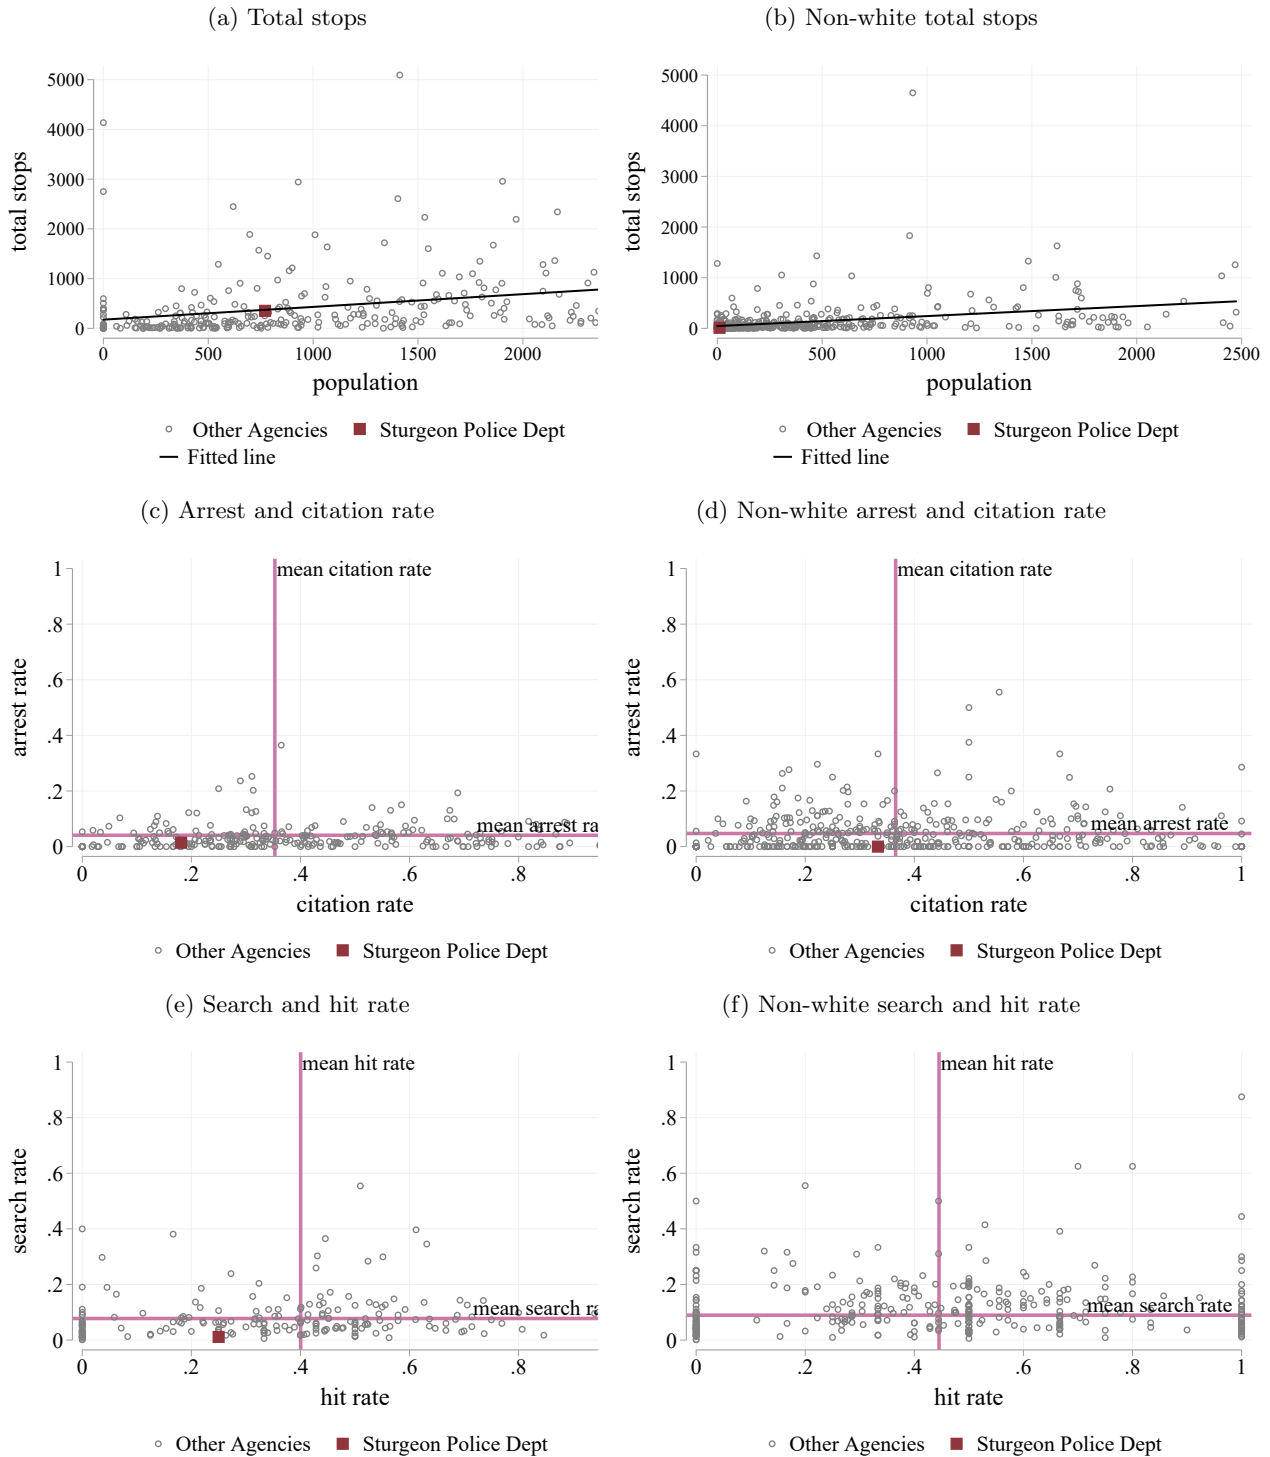 (a) Total stops
(b) Non-white total stops
total stops
5000
4000
3000
2000
1000
0
0 500 1000 1500 2000
population
Other Agencies Sturgeon Police Dept
Fitted line
total stops
5000
4000
3000
2000
1000
0
0 500 1000 1500 2000 2500
population
Other Agencies Sturgeon Police Dept
Fitted line
(c) Arrest and citation rate
(d) Non-white arrest and citation rate
arrest rate
1
.8
.6
.4
.2
0
mean citation rate
mean arrest ra
0 .2 .4 .6 .8
citation rate
Other Agencies Sturgeon Police Dept
arrest rate
1
.8
.6
.4
.2
0
mean citation rate
mean arrest rate
0 .2 .4 .6 .8 1
citation rate
Other Agencies Sturgeon Police Dept
(e) Search and hit rate
(f) Non-white search and hit rate
search rate
1
.8
.6
.4
.2
0
mean hit rate
mean search ra
0 .2 .4 .6 .8
hit rate
Other Agencies Sturgeon Police Dept
search rate
1
.8
.6
.4
.2
0
mean hit rate
mean search rate
0 .2 .4 .6 .8 1
hit rate
Other Agencies Sturgeon Police Dept